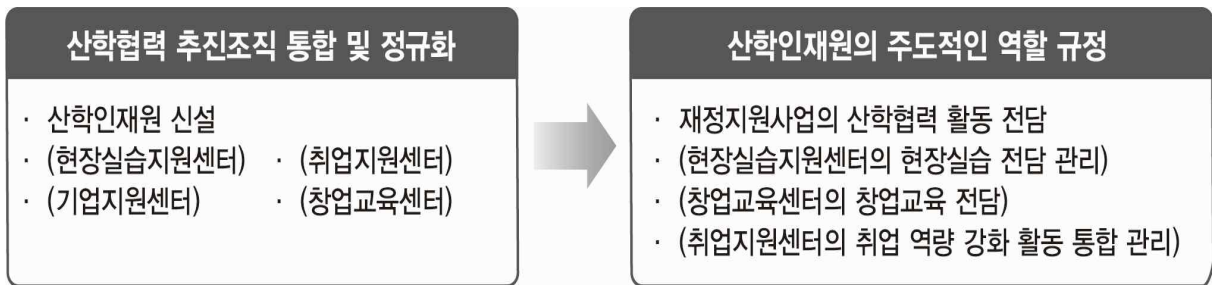 산학협력 추진조직 통합 및 정규화
· 산학인재원 신설
· (현장실습지원센터) · (취업지원센터)
· (기업지원센터) · (창업교육센터)
산학인재원의 주도적인 역할 규정
· 재정지원사업의 산학협력 활동 전담
· (현장실습지원센터의 현장실습 전담 관리)
· (창업교육센터의 창업교육 전담)
· (취업지원센터의 취업 역량 강화 활동 통합 관리)